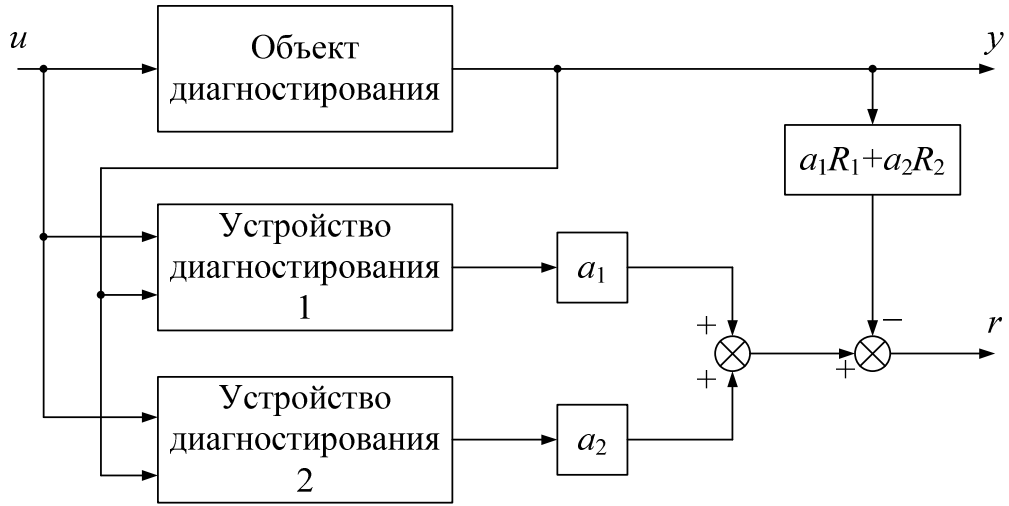 u
Объект
диагностирования
y
a₁R₁+a₂R₂
Устройство
диагностирования
1
a₁
+
+
−
+
r
Устройство
диагностирования
2
a₂